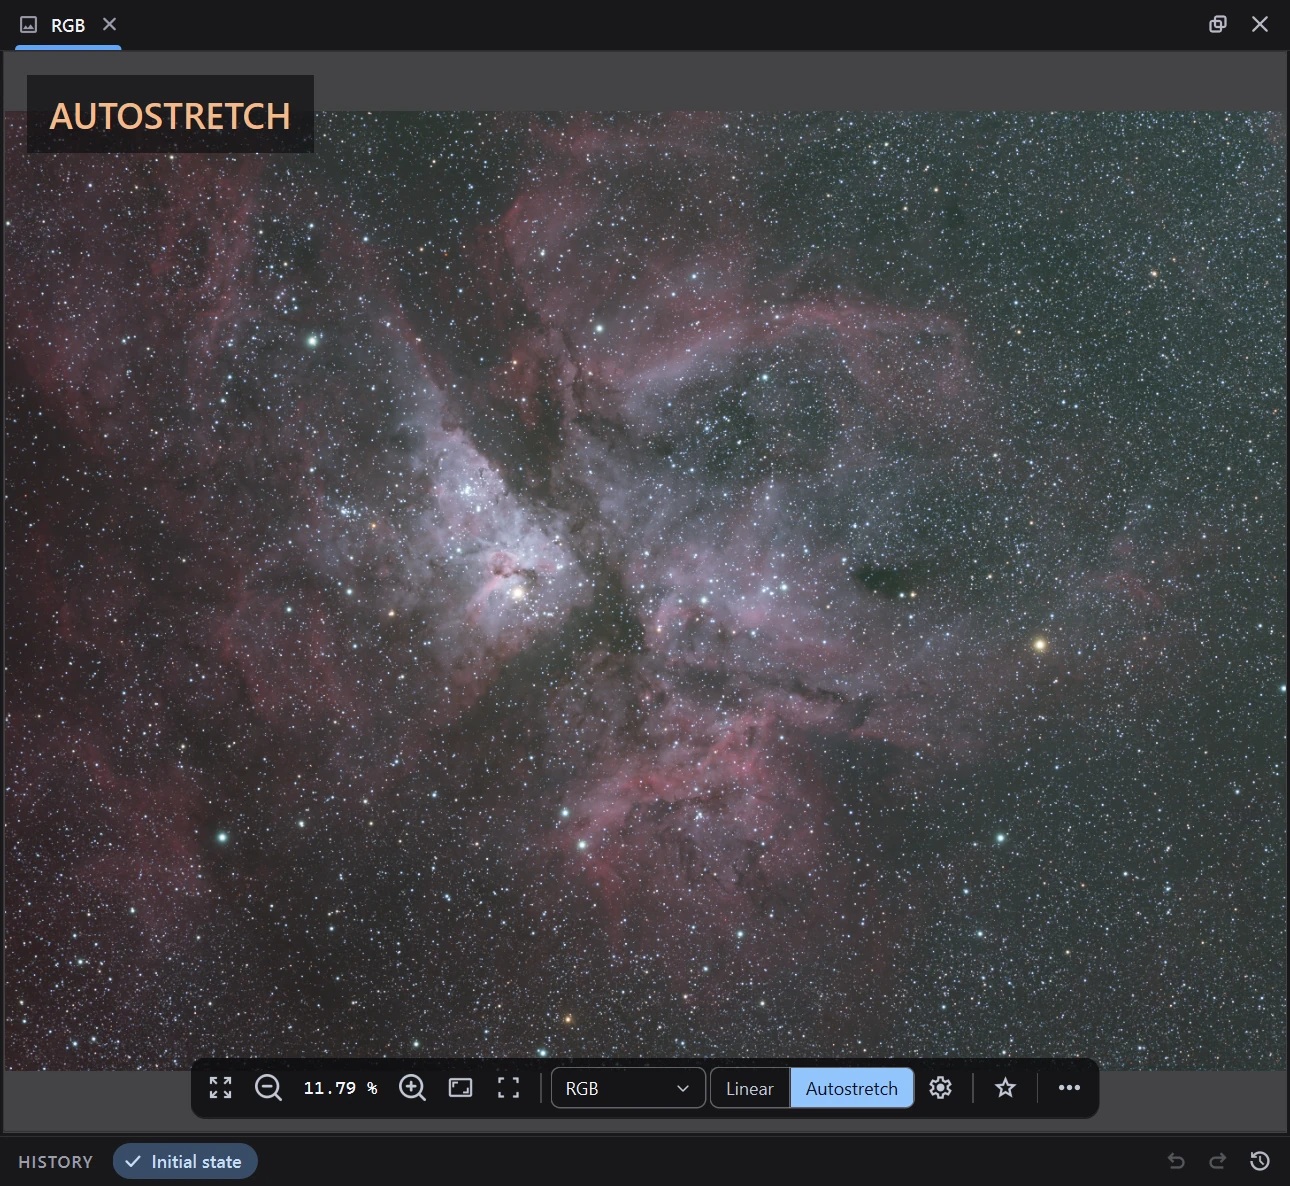 RGB
AUTOSTRETCH
11.79 %
RGB
Linear
Autostretch
HISTORY
Initial state